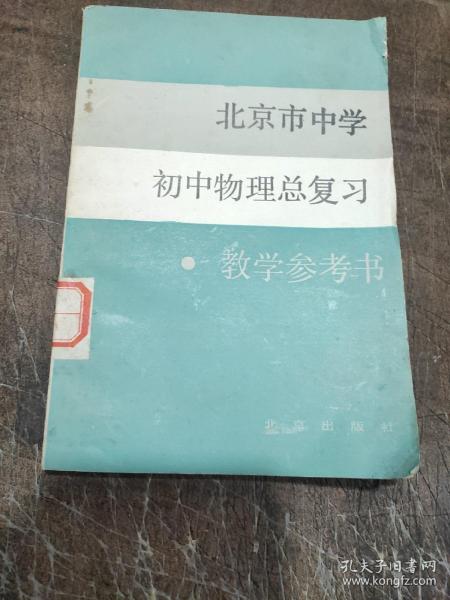 北京市中学
初中物理总复习
·教学参考书
北京出版社
孔夫子旧书网
www.kongfz.com